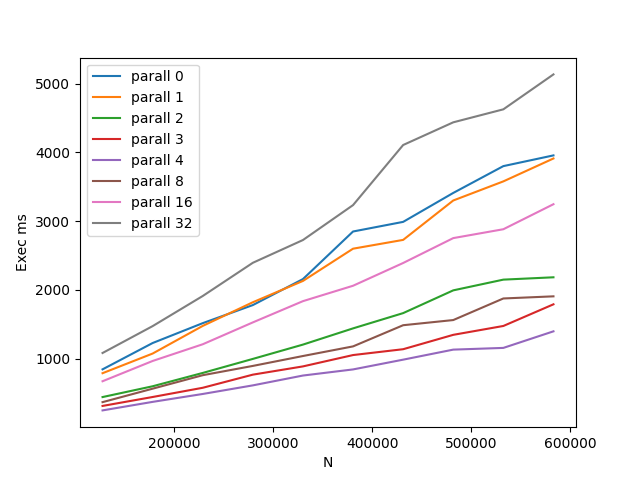 parall 0
parall 1
parall 2
parall 3
parall 4
parall 8
parall 16
parall 32
5000
4000
3000
2000
1000
Exec ms
200000 300000 400000 500000 600000
N